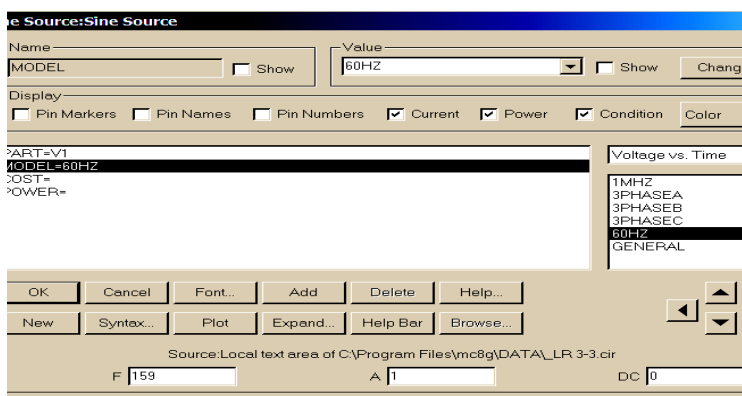 ne Source:Sine Source
Name
Value
MODEL
Show
60HZ
Show
Chang
Display
Pin Markers
Pin Names
Pin Numbers
Current
Power
Condition
Color
PART=V1
MODEL=60HZ
COST=
POWER=
Voltage vs. Time
1MHZ
3PHASEA
3PHASEB
3PHASEC
60HZ
GENERAL
OK
Cancel
Font...
Add
Delete
Help...
New
Syntax...
Plot
Expand...
Help Bar
Browse...
Source:Local text area of C:\Program Files\mc8g\DATA\_LR 3-3.cir
F 159
A 1
DC 0